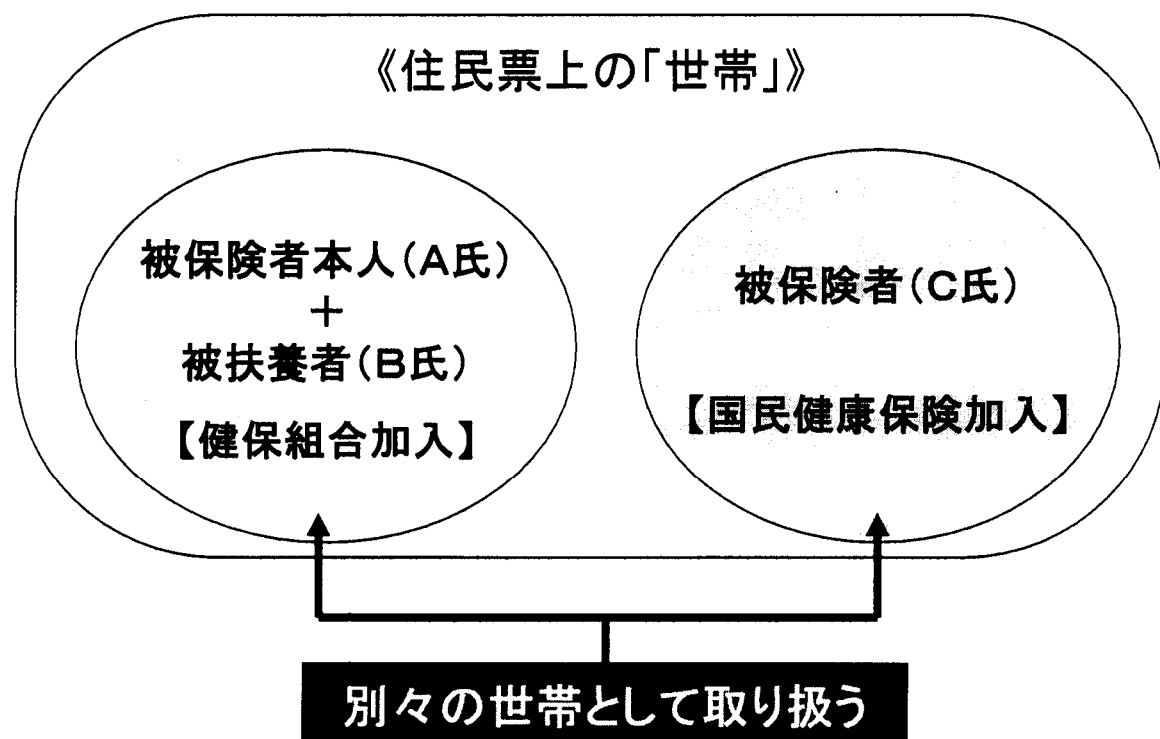 《住民票上の「世帯」》
被保険者本人(A氏)
+
被扶養者(B氏)
【健保組合加入】
被保険者(C氏)
【国民健康保険加入】
別々の世帯として取り扱う